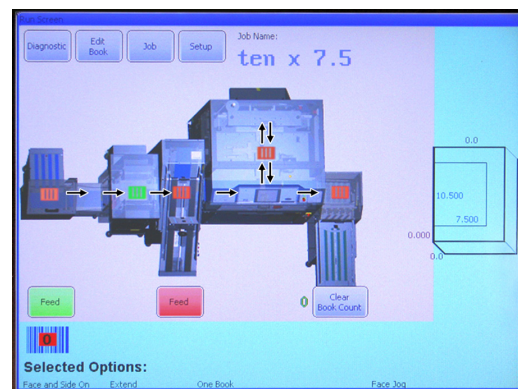 Run Screen
Diagnostic
Edit
Book
Job
Setup
Job Name:
ten x 7.5
0.0
10.500
7.500
0.000
0.0
Feed
Feed
0
Clear
Book Count
0
Selected Options:
Face and Side On
Extend
One Book
Face Jog